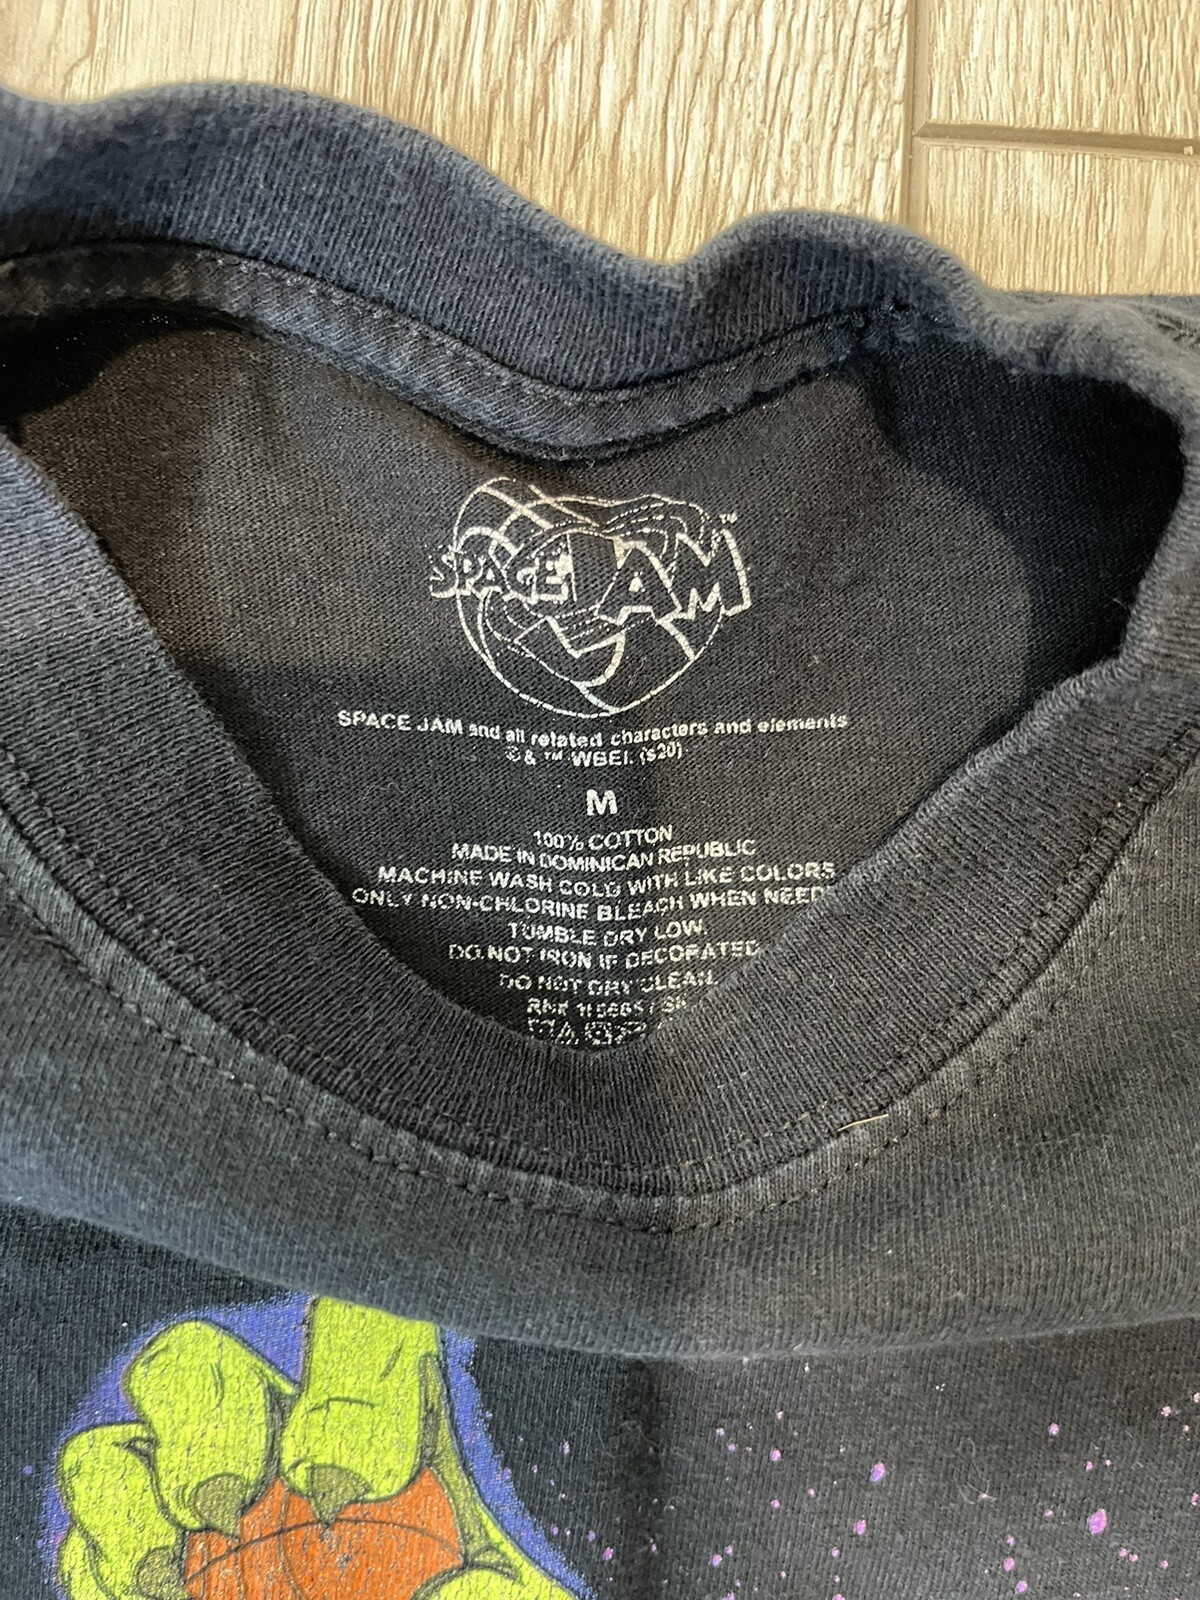 SPACE JAM ™
SPACE JAM and all related characters and elements
© & ™ WBEI. (s20)
M
100% COTTON
MADE IN DOMINICAN REPUBLIC
MACHINE WASH COLD WITH LIKE COLORS
ONLY NON-CHLORINE BLEACH WHEN
TUMBLE DRY LOW.
DO NOT IRON IF DECORATED
DO NOT DRY CLEAN.